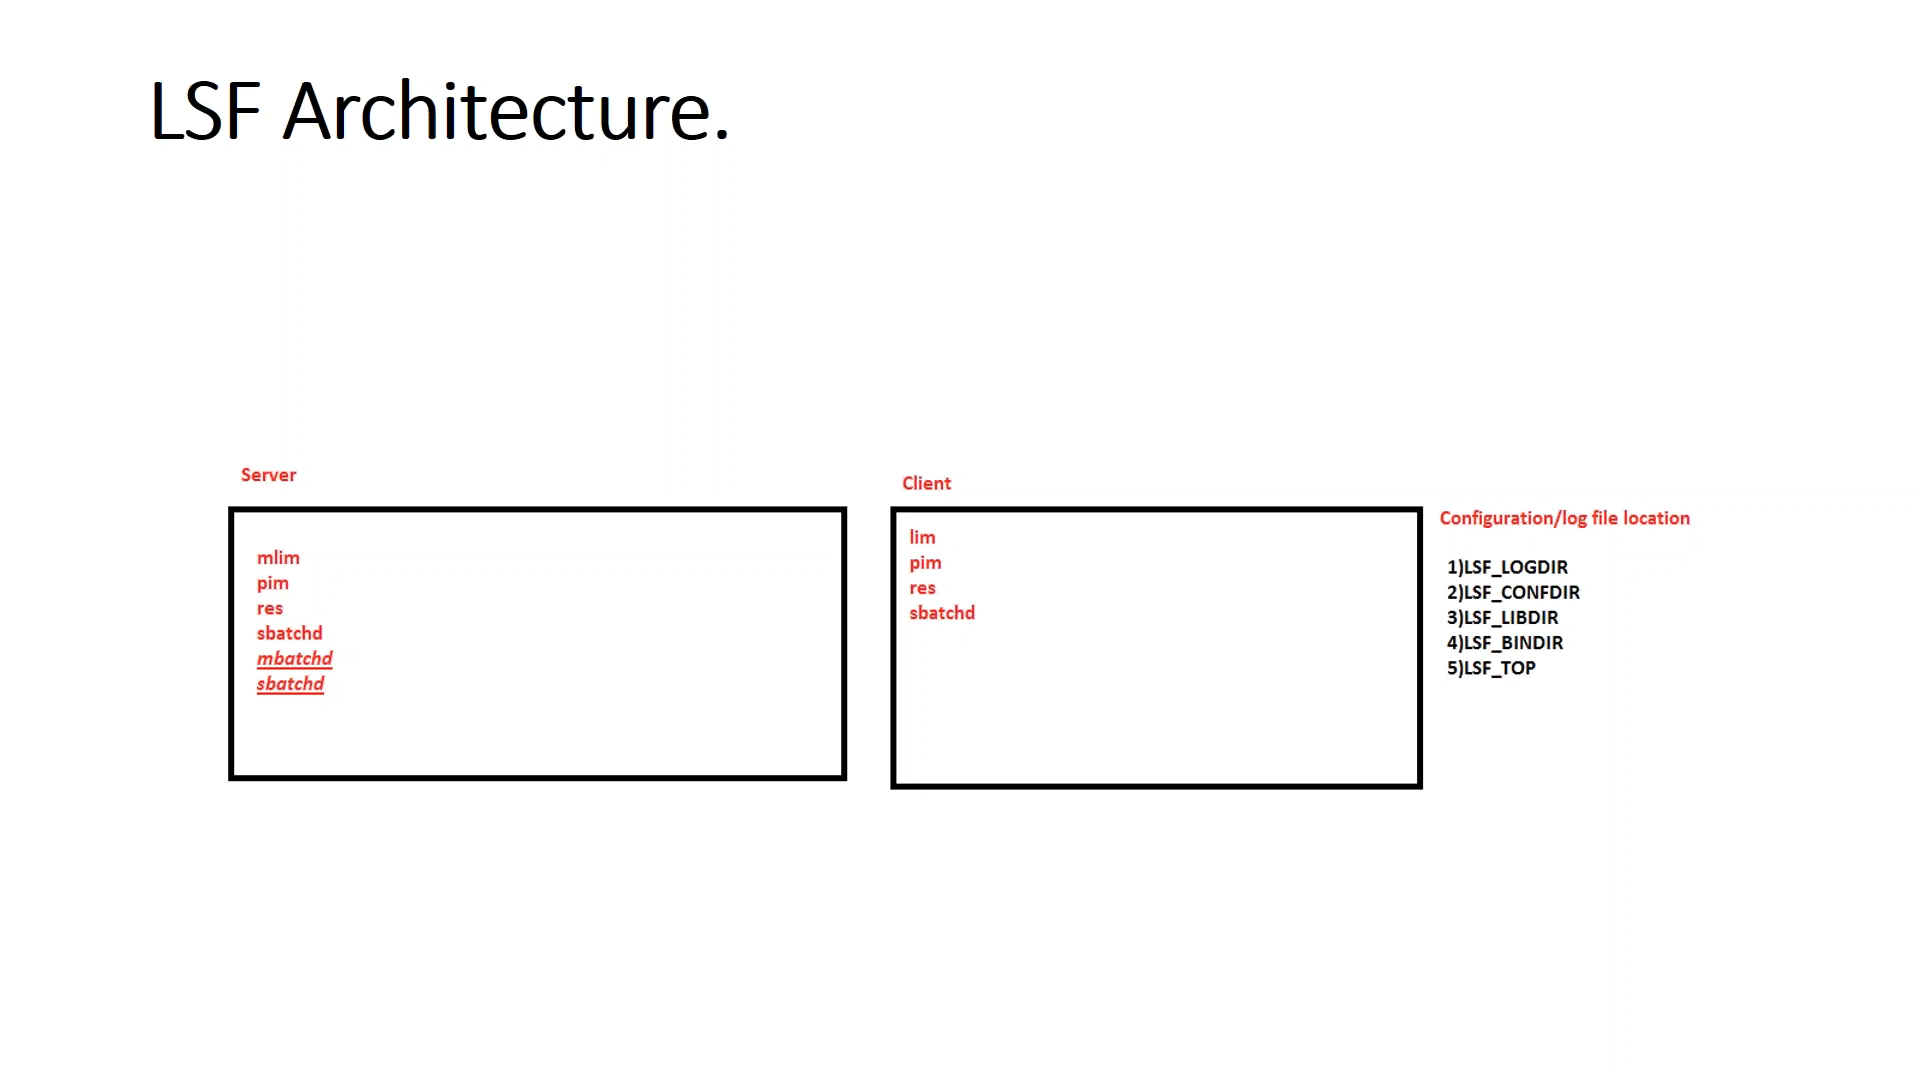 LSF Architecture.
Server
mlim
pim
res
sbatchd
mbatchd
sbatchd
Client
lim
pim
res
sbatchd
Configuration/log file location
1)LSF_LOGDIR
2)LSF_CONFDIR
3)LSF_LIBDIR
4)LSF_BINDIR
5)LSF_TOP